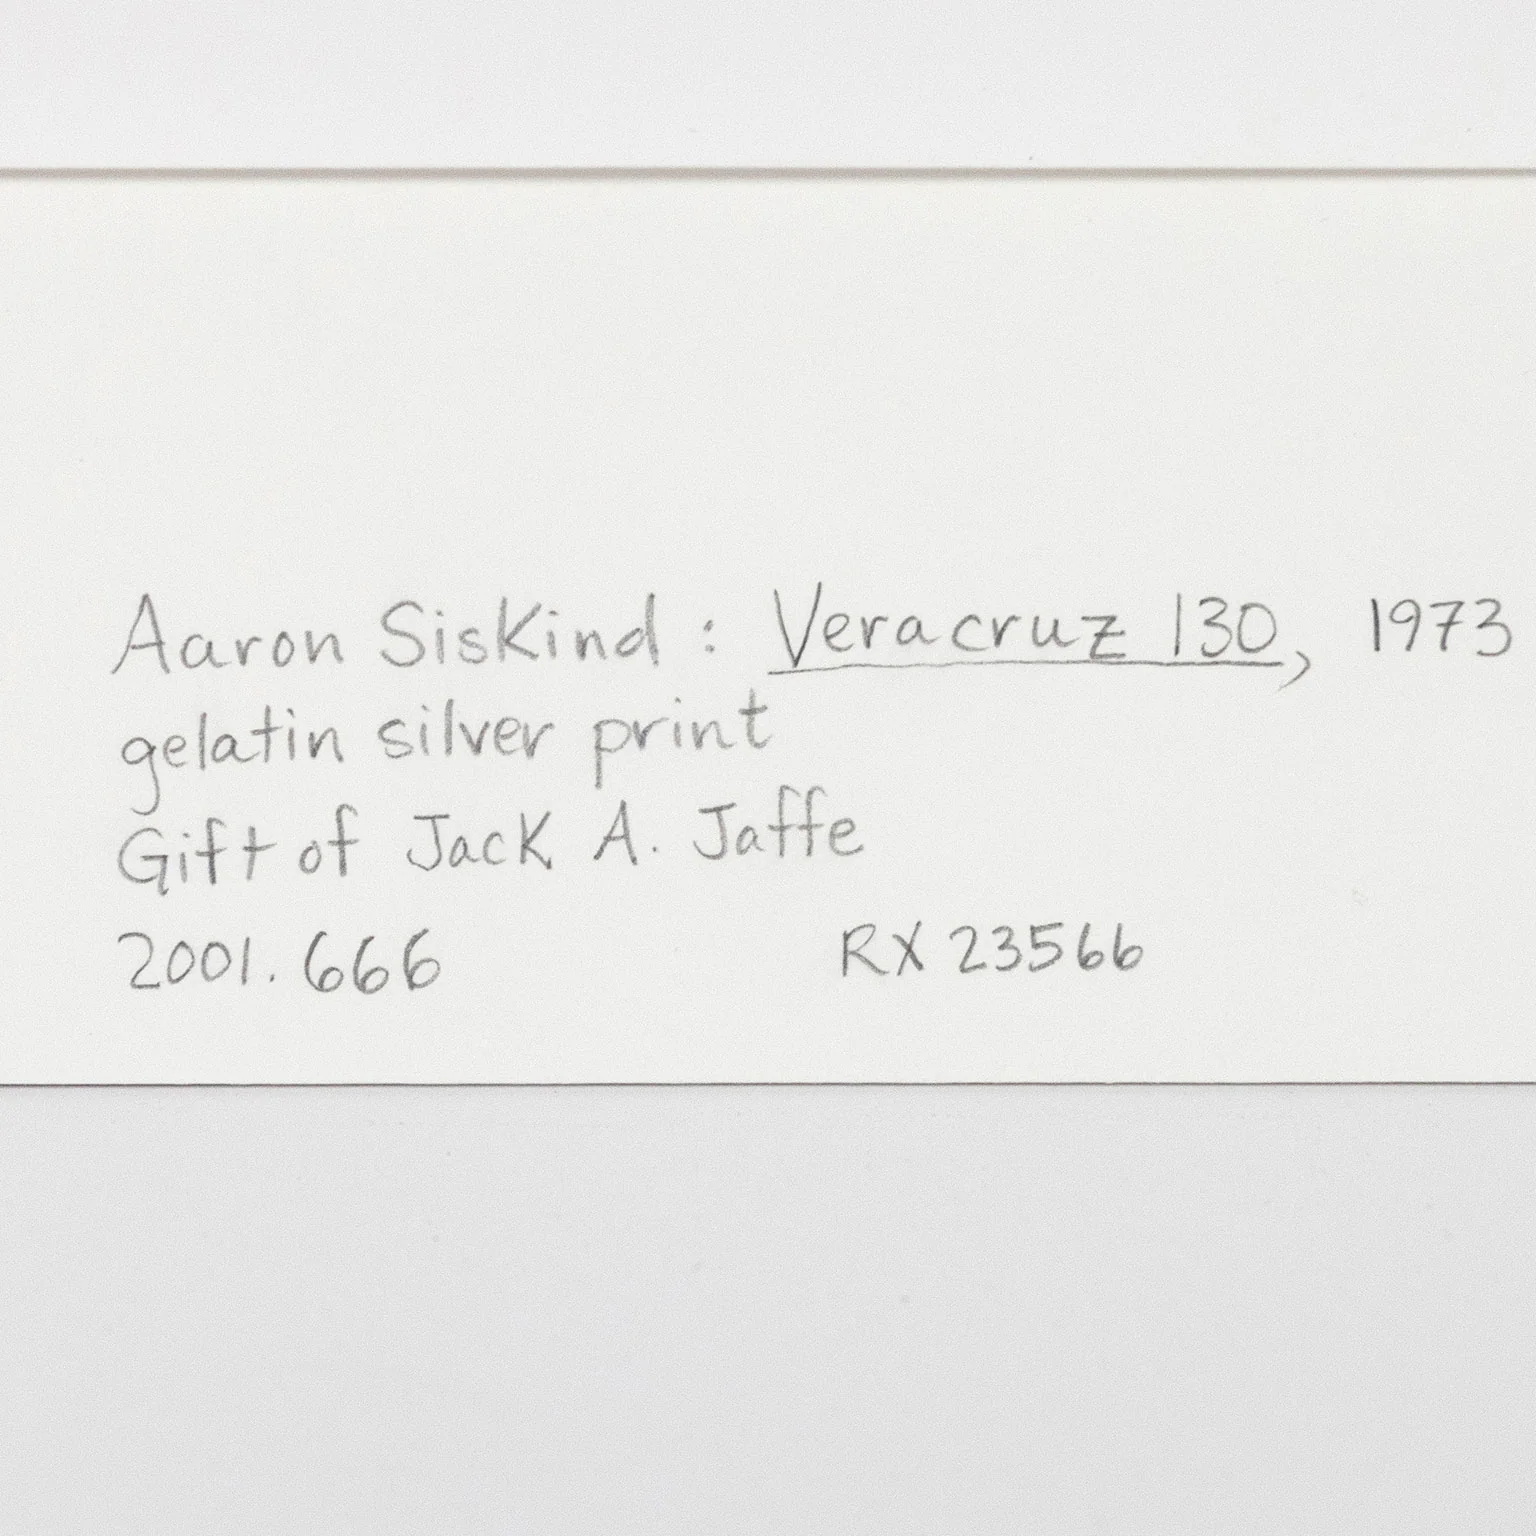 Aaron Siskind : Veracruz 130, 1973
gelatin silver print
Gift of Jack A. Jaffe
2001.666 RX 23566